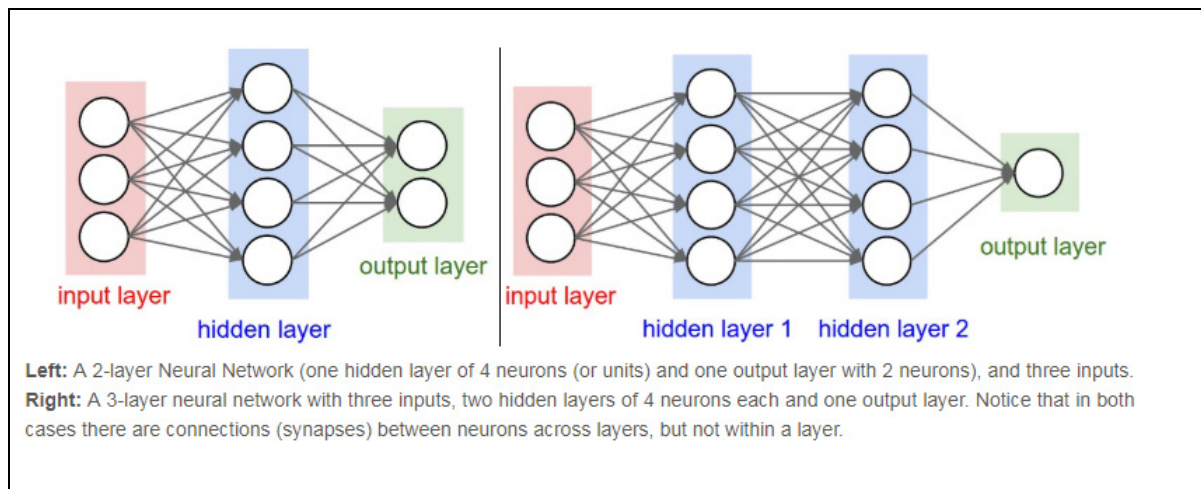 input layer
hidden layer
output layer
input layer
hidden layer 1
hidden layer 2
output layer
Left: A 2-layer Neural Network (one hidden layer of 4 neurons (or units) and one output layer with 2 neurons), and three inputs.
Right: A 3-layer neural network with three inputs, two hidden layers of 4 neurons each and one output layer. Notice that in both
cases there are connections (synapses) between neurons across layers, but not within a layer.